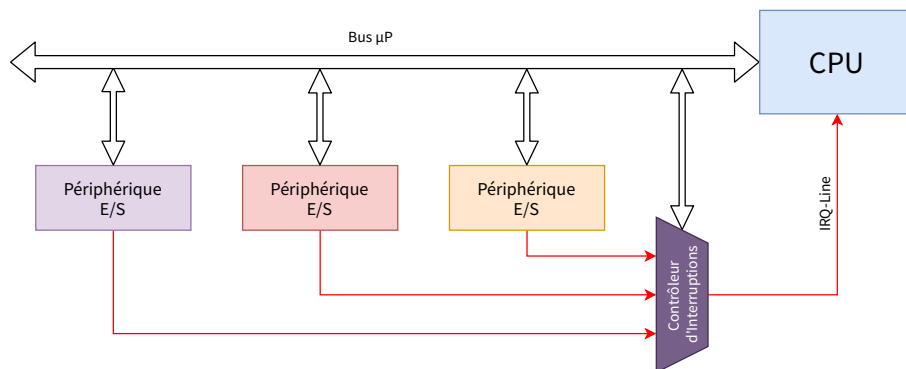 Bus µP
CPU
Périphérique
E/S
Périphérique
E/S
Périphérique
E/S
IRQ-Line
Contrôleur
d'Interruptions